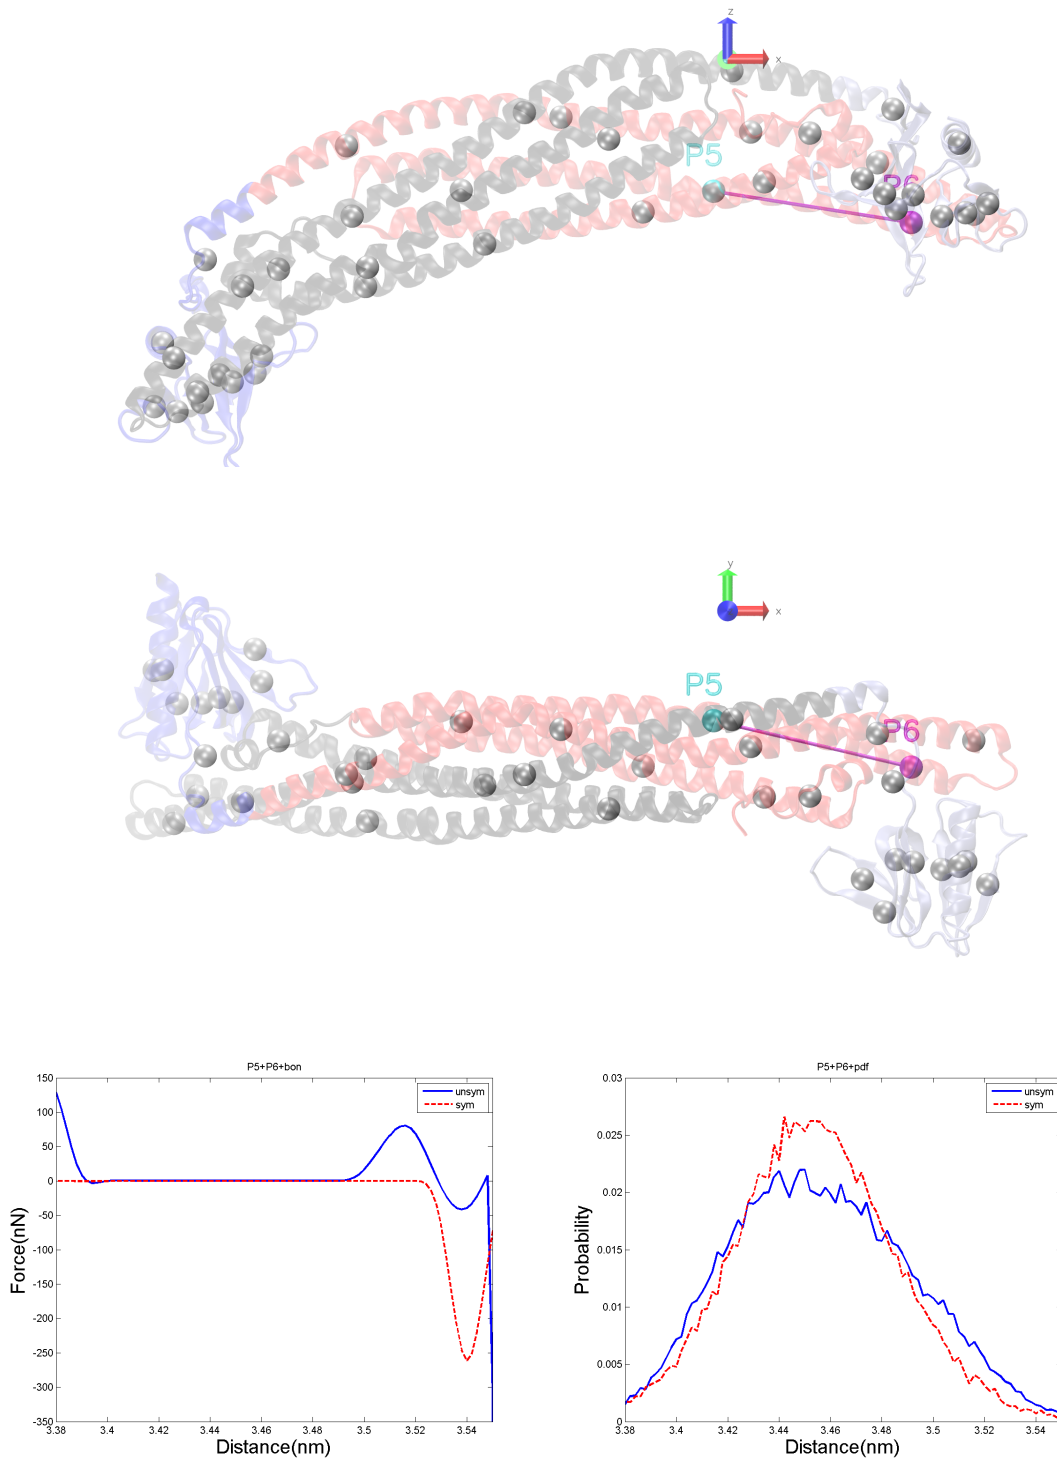 z
x
P5
P6
y
x
P5
P6
P5+P6+bon
150
100
50
0
-50
-100
-150
-200
-250
-300
-350
3.38
3.4
3.42
3.44
3.46
3.48
3.5
3.52
3.54
Force(nN)
Distance(nm)
unsym
sym
P5+P6+pdf
0.03
0.025
0.02
0.015
0.01
0.005
0
3.38
3.4
3.42
3.44
3.46
3.48
3.5
3.52
3.54
Probability
Distance(nm)
unsym
sym